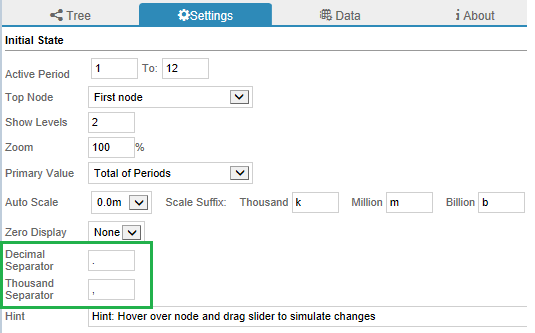 Tree Settings Data i About
Initial State
Active Period 1 To: 12
Top Node First node
Show Levels 2
Zoom 100 %
Primary Value Total of Periods
Auto Scale 0.0m Scale Suffix: Thousand k Million m Billion b
Zero Display None
Decimal
Separator .
Thousand
Separator ,
Hint Hint: Hover over node and drag slider to simulate changes